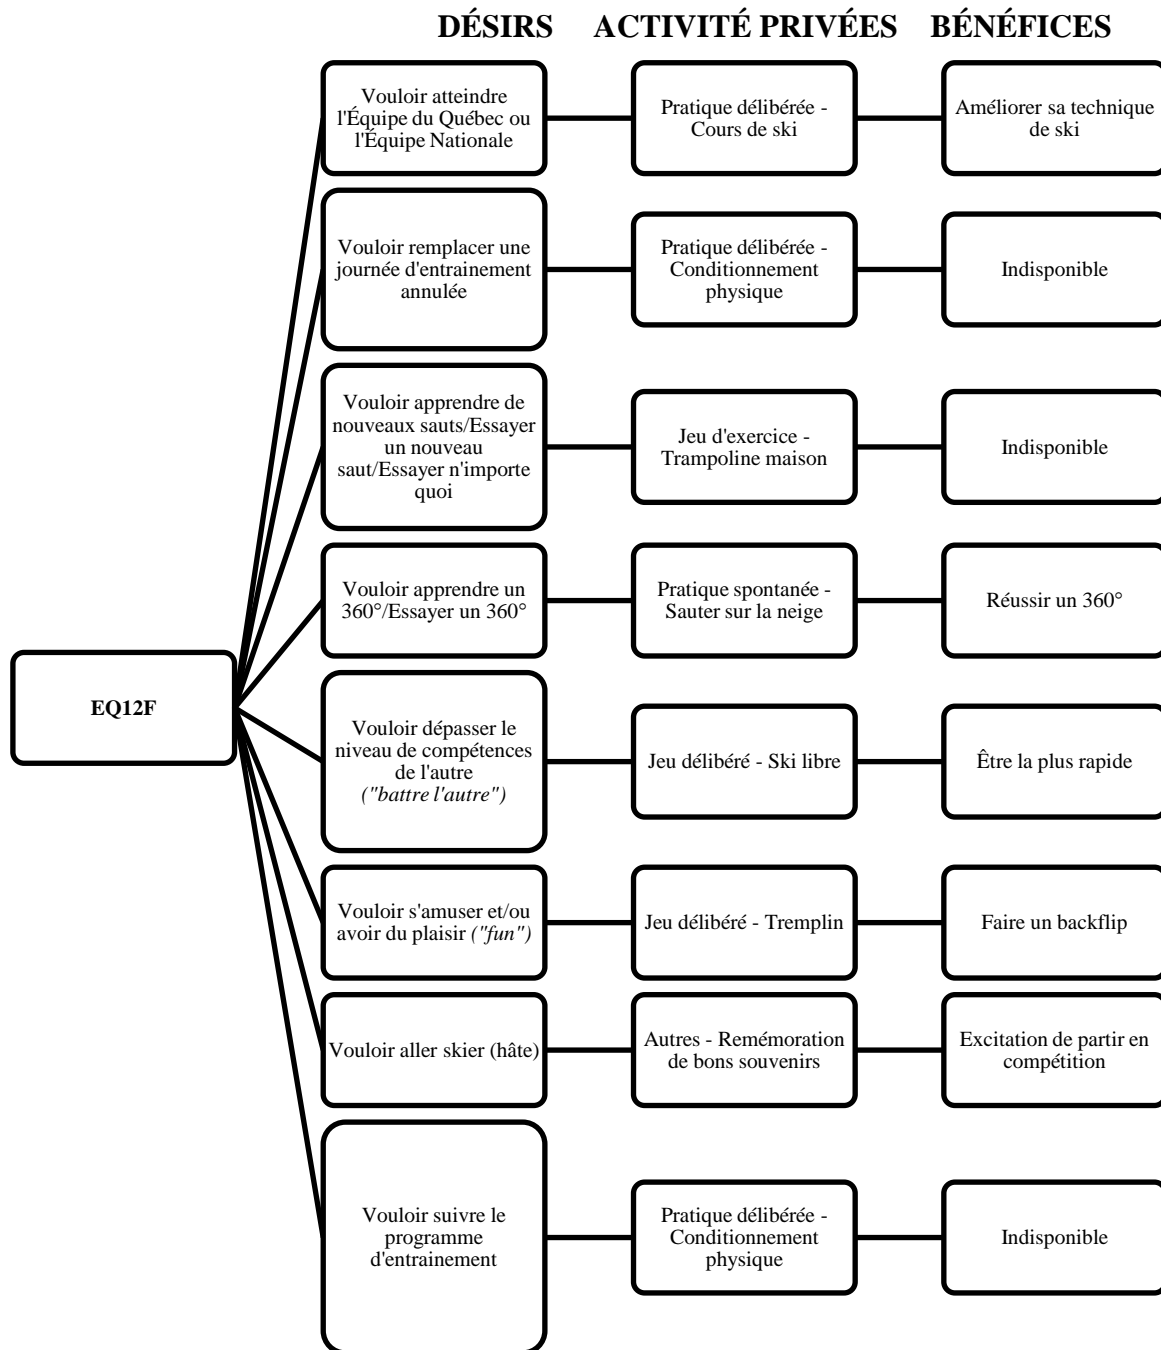 DÉSIRS ACTIVITÉ PRIVÉES BÉNÉFICES
Vouloir atteindre
l'Équipe du Québec ou
l'Équipe Nationale
Pratique délibérée -
Cours de ski
Améliorer sa technique
de ski
Vouloir remplacer une
journée d'entrainement
annulée
Pratique délibérée -
Conditionnement
physique
Indisponible
Vouloir apprendre de
nouveaux sauts/Essayer
un nouveau
saut/Essayer n'importe
quoi
Jeu d'exercice -
Trampoline maison
Indisponible
Vouloir apprendre un
360°/Essayer un 360°
Pratique spontanée -
Sauter sur la neige
Réussir un 360°
EQ12F
Vouloir dépasser le
niveau de compétences
de l'autre
("battre l'autre")
Jeu délibéré - Ski libre
Être la plus rapide
Vouloir s'amuser et/ou
avoir du plaisir ("fun")
Jeu délibéré - Tremplin
Faire un backflip
Vouloir aller skier (hâte)
Autres - Remémoration
de bons souvenirs
Excitation de partir en
compétition
Vouloir suivre le
programme
d'entrainement
Pratique délibérée -
Conditionnement
physique
Indisponible